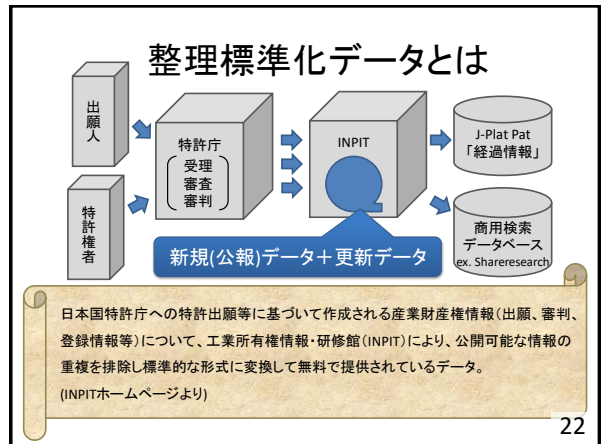 整理標準化データとは
出願人
特許権者
特許庁
受理
審査
審判
INPIT
J-Plat Pat
「経過情報」
商用検索
データベース
ex. Shareresearch
新規(公報)データ＋更新データ
日本国特許庁への特許出願等に基づいて作成される産業財産権情報(出願、審判、
登録情報等)について、工業所有権情報・研修館(INPIT)により、公開可能な情報の
重複を排除し標準的な形式に変換して無料で提供されているデータ。
(INPITホームページより)
22